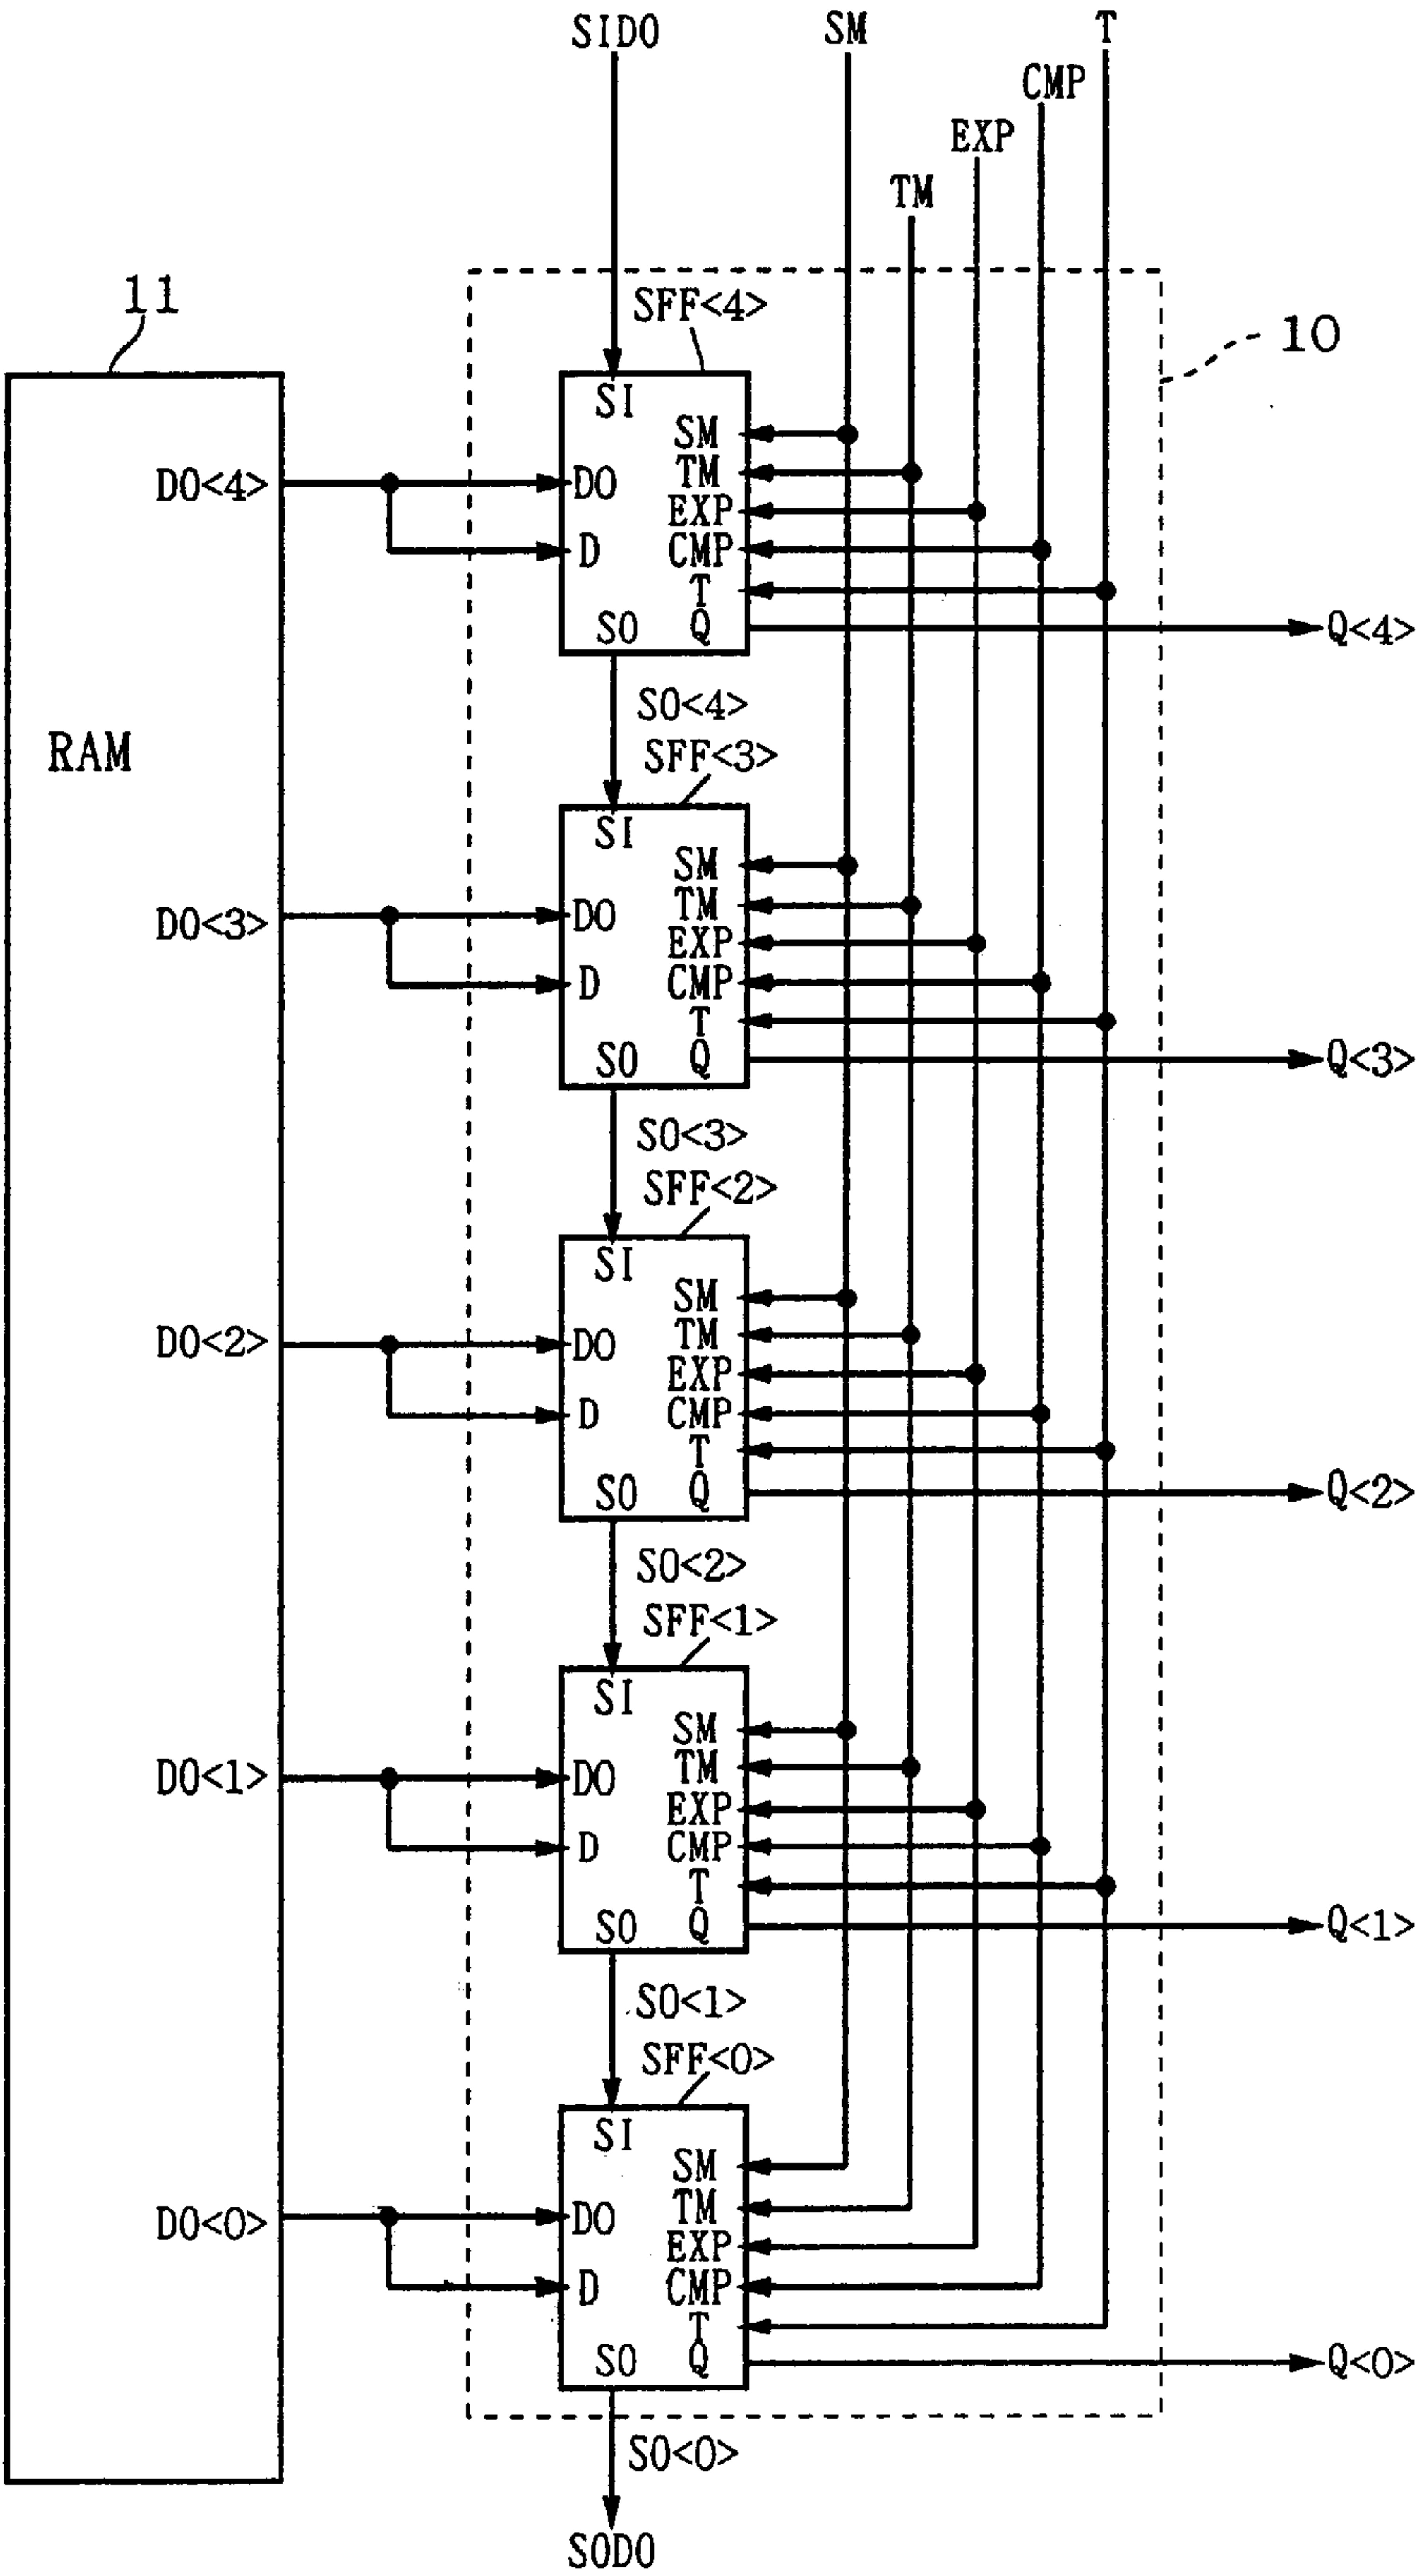 SIDO SM T
CMP
EXP
TM
11
SFF<4>
10
SI
SM
DO<4> DO TM
EXP
D CMP
T
SO Q Q<4>
SO<4>
RAM
SFF<3>
SI
SM
DO<3> DO TM
EXP
D CMP
T
SO Q Q<3>
SO<3>
SFF<2>
SI
SM
DO<2> DO TM
EXP
D CMP
T
SO Q Q<2>
SO<2>
SFF<1>
SI
SM
DO<1> DO TM
EXP
D CMP
T
SO Q Q<1>
SO<1>
SFF<0>
SI
SM
DO<0> DO TM
EXP
D CMP
T
SO Q Q<0>
SO<0>
SODO